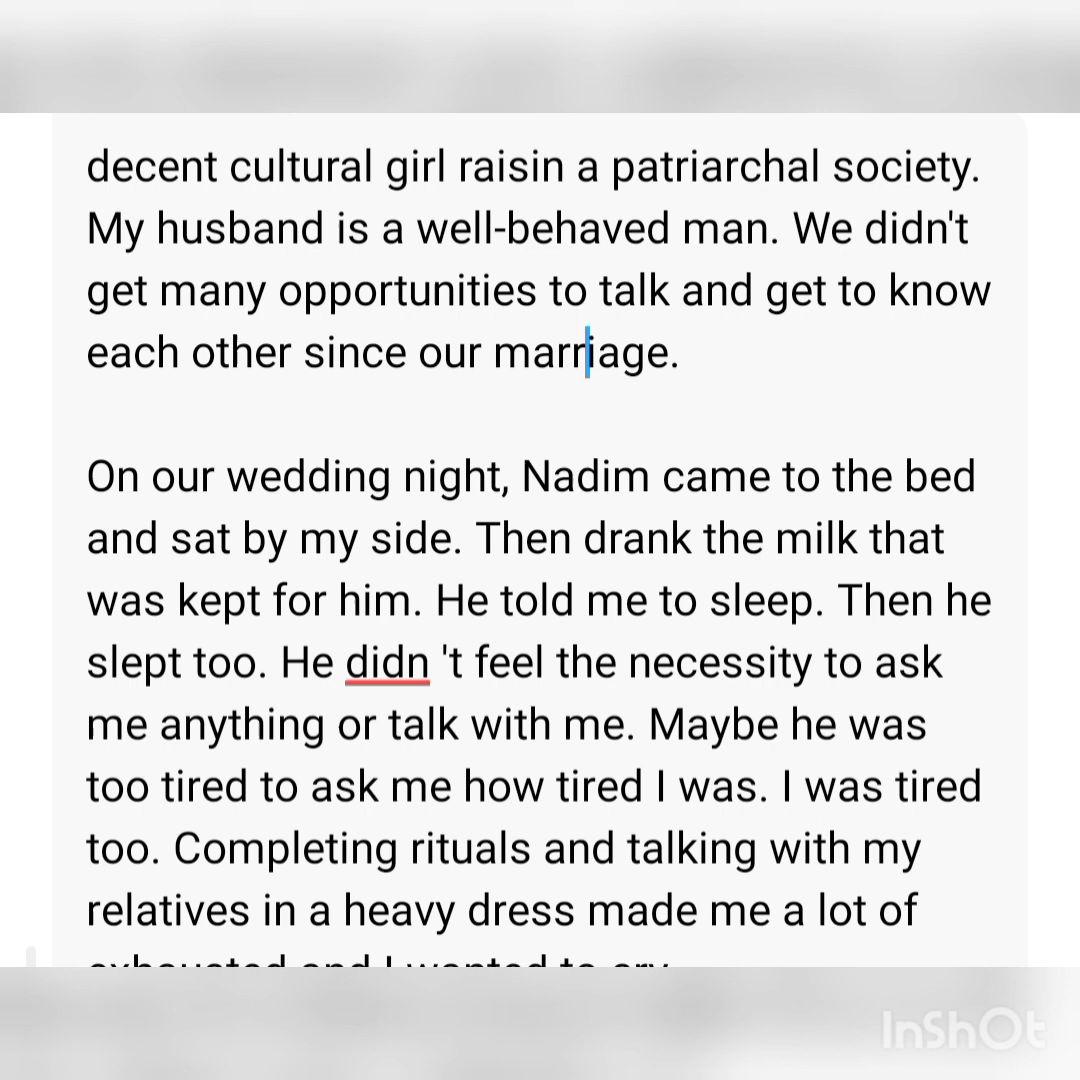 decent cultural girl raisin a patriarchal society.
My husband is a well-behaved man. We didn't
get many opportunities to talk and get to know
each other since our marriage.
On our wedding night, Nadim came to the bed
and sat by my side. Then drank the milk that
was kept for him. He told me to sleep. Then he
slept too. He didn 't feel the necessity to ask
me anything or talk with me. Maybe he was
too tired to ask me how tired I was. I was tired
too. Completing rituals and talking with my
relatives in a heavy dress made me a lot of
exhausted and I wanted to cry
InShOt